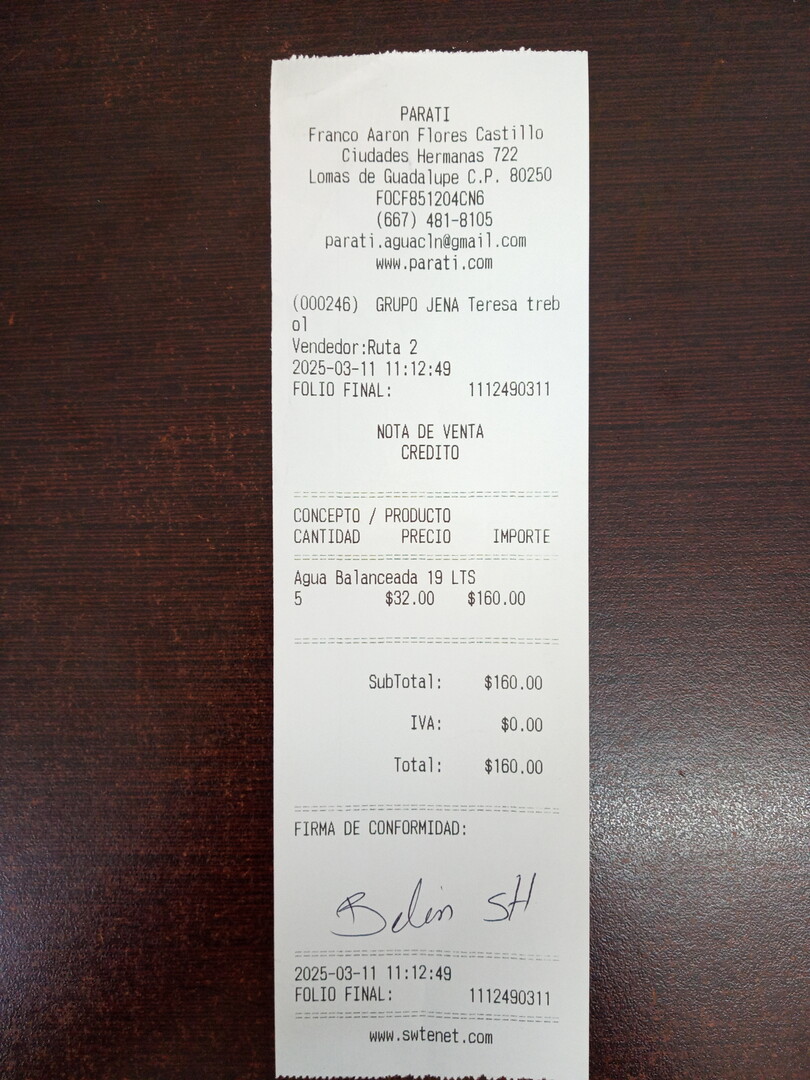 PARATI
Franco Aaron Flores Castillo
Ciudades Hermanas 722
Lomas de Guadalupe C.P. 80250
FOCF851204CN6
(667) 481-8105
parati.aguacln@gmail.com
www.parati.com
(000246) GRUPO JENA Teresa treb
ol
Vendedor:Ruta 2
2025-03-11 11:12:49
FOLIO FINAL: 1112490311
NOTA DE VENTA
CREDITO
CONCEPTO / PRODUCTO
CANTIDAD PRECIO IMPORTE
Agua Balanceada 19 LTS
5 $32.00 $160.00
SubTotal: $160.00
IVA: $0.00
Total: $160.00
FIRMA DE CONFORMIDAD:
Belen SH
2025-03-11 11:12:49
FOLIO FINAL: 1112490311
www.swtenet.com